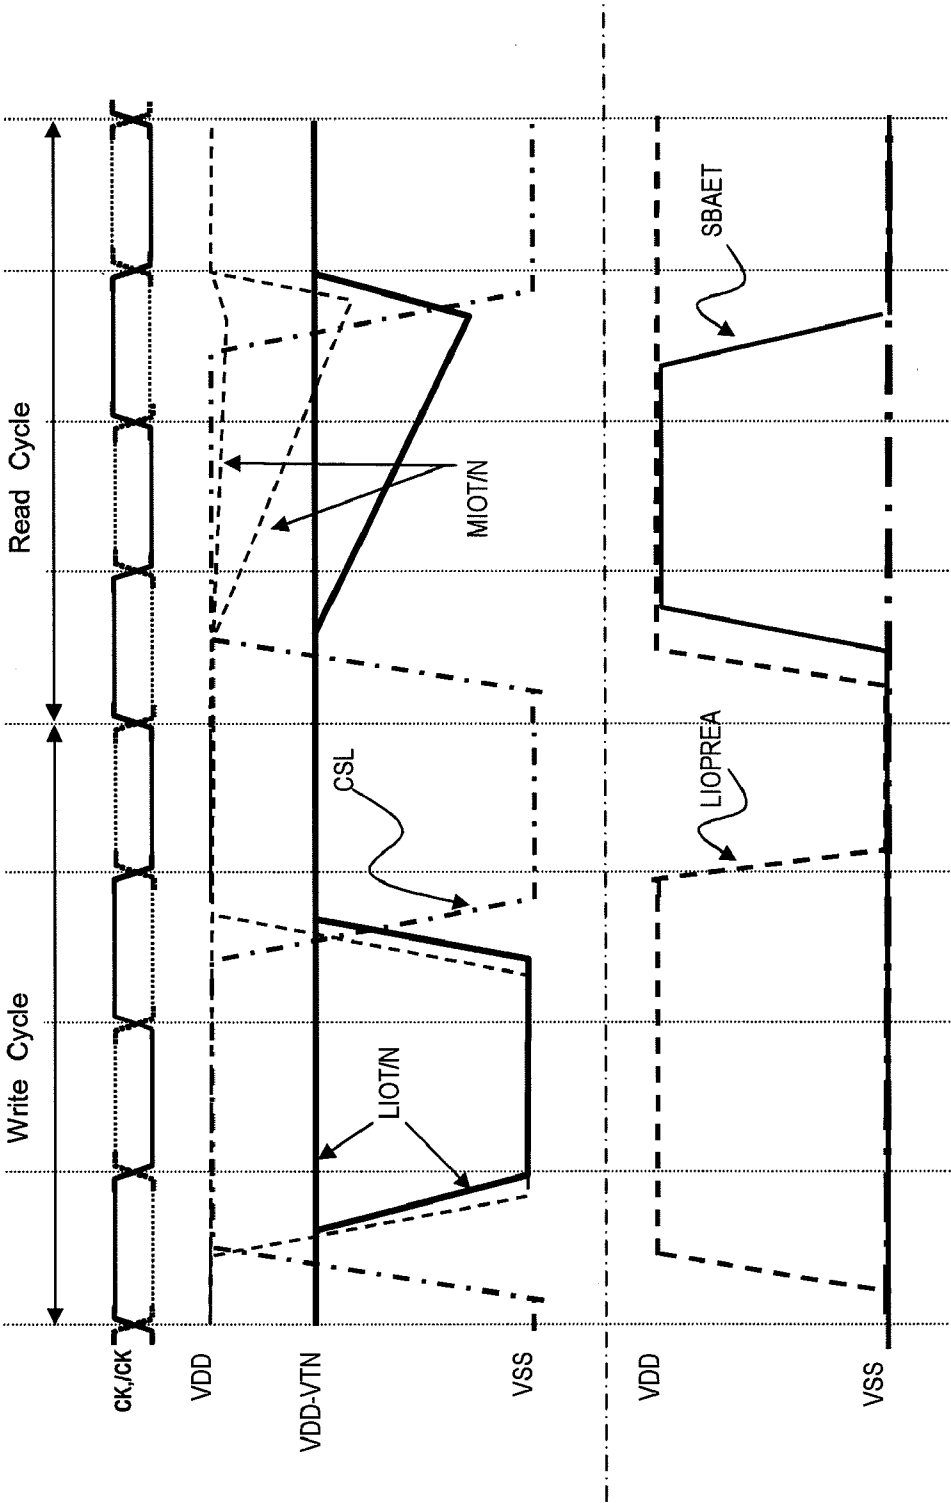 Write Cycle
Read Cycle
CK,/CK
VDD
VDD-VTN
VSS
LIOT/N
CSL
MIOT/N
VDD
VSS
LIOPREA
SBAET